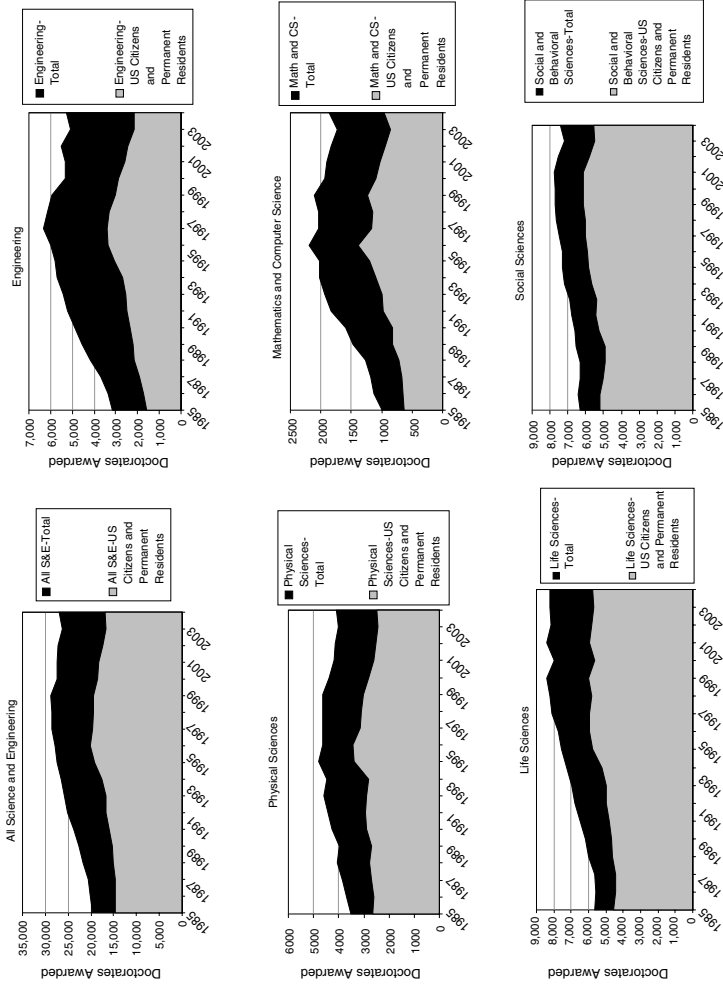 All Science and Engineering
Doctorates Awarded
35,000
30,000
25,000
20,000
15,000
10,000
5,000
0
1985
1987
1989
1991
1993
1995
1997
1999
2001
2003
All S&E-Total
All S&E-US
Citizens and
Permanent
Residents
Engineering
Doctorates Awarded
7,000
6,000
5,000
4,000
3,000
2,000
1,000
0
1985
1987
1989
1991
1993
1995
1997
1999
2001
2003
Engineering-
Total
Engineering-
US Citizens
and
Permanent
Residents
Physical Sciences
Doctorates Awarded
6000
5000
4000
3000
2000
1000
0
1985
1987
1989
1991
1993
1995
1997
1999
2001
2003
Physical
Sciences-
Total
Physical
Sciences-US
Citizens and
Permanent
Residents
Mathematics and Computer Science
Doctorates Awarded
2500
2000
1500
1000
500
0
1985
1987
1989
1991
1993
1995
1997
1999
2001
2003
Math and CS-
Total
Math and CS-
US Citizens
and
Permanent
Residents
Life Sciences
Doctorates Awarded
9,000
8,000
7,000
6,000
5,000
4,000
3,000
2,000
1,000
0
1985
1987
1989
1991
1993
1995
1997
1999
2001
2003
Life Sciences-
Total
Life Sciences-
US Citizens
and Permanent
Residents
Social Sciences
Doctorates Awarded
9,000
8,000
7,000
6,000
5,000
4,000
3,000
2,000
1,000
0
1985
1987
1989
1991
1993
1995
1997
1999
2001
2003
Social and
Behavioral
Sciences-Total
Social and
Behavioral
Sciences-US
Citizens and
Permanent
Residents